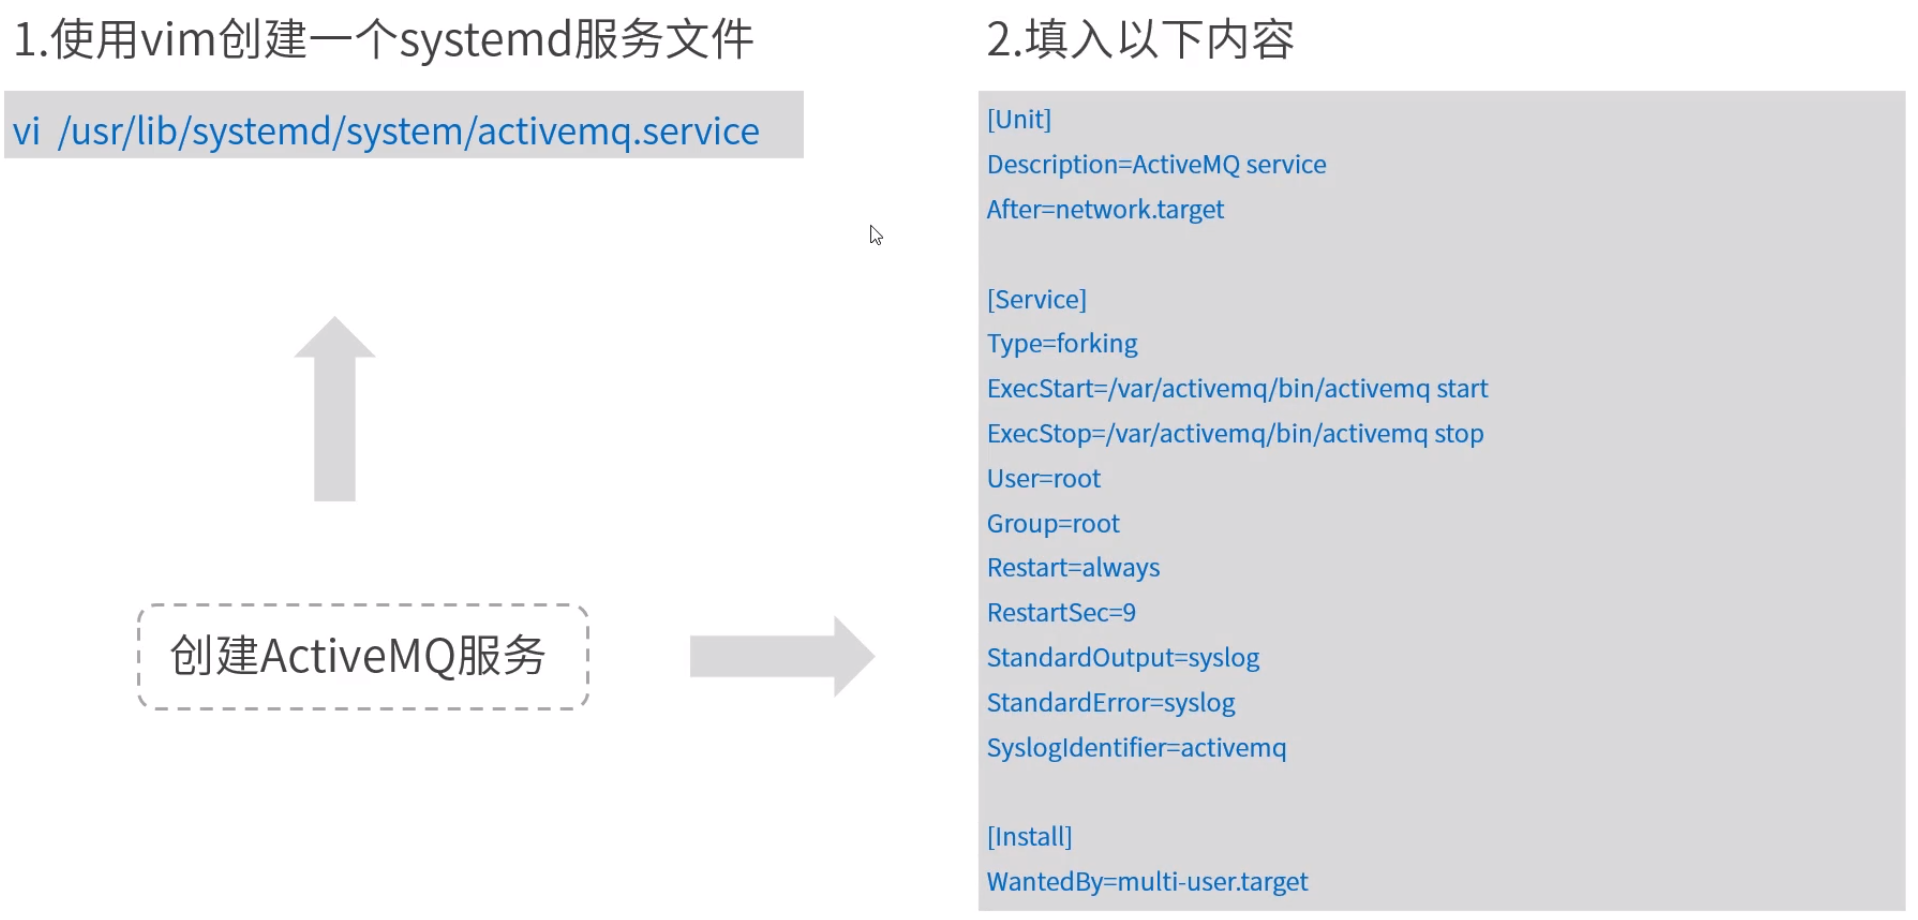 1.使用vim创建一个systemd服务文件
vi /usr/lib/systemd/system/activemq.service
创建ActiveMQ服务
2.填入以下内容
[Unit]
Description=ActiveMQ service
After=network.target
[Service]
Type=forking
ExecStart=/var/activemq/bin/activemq start
ExecStop=/var/activemq/bin/activemq stop
User=root
Group=root
Restart=always
RestartSec=9
StandardOutput=syslog
StandardError=syslog
SyslogIdentifier=activemq
[Install]
WantedBy=multi-user.target